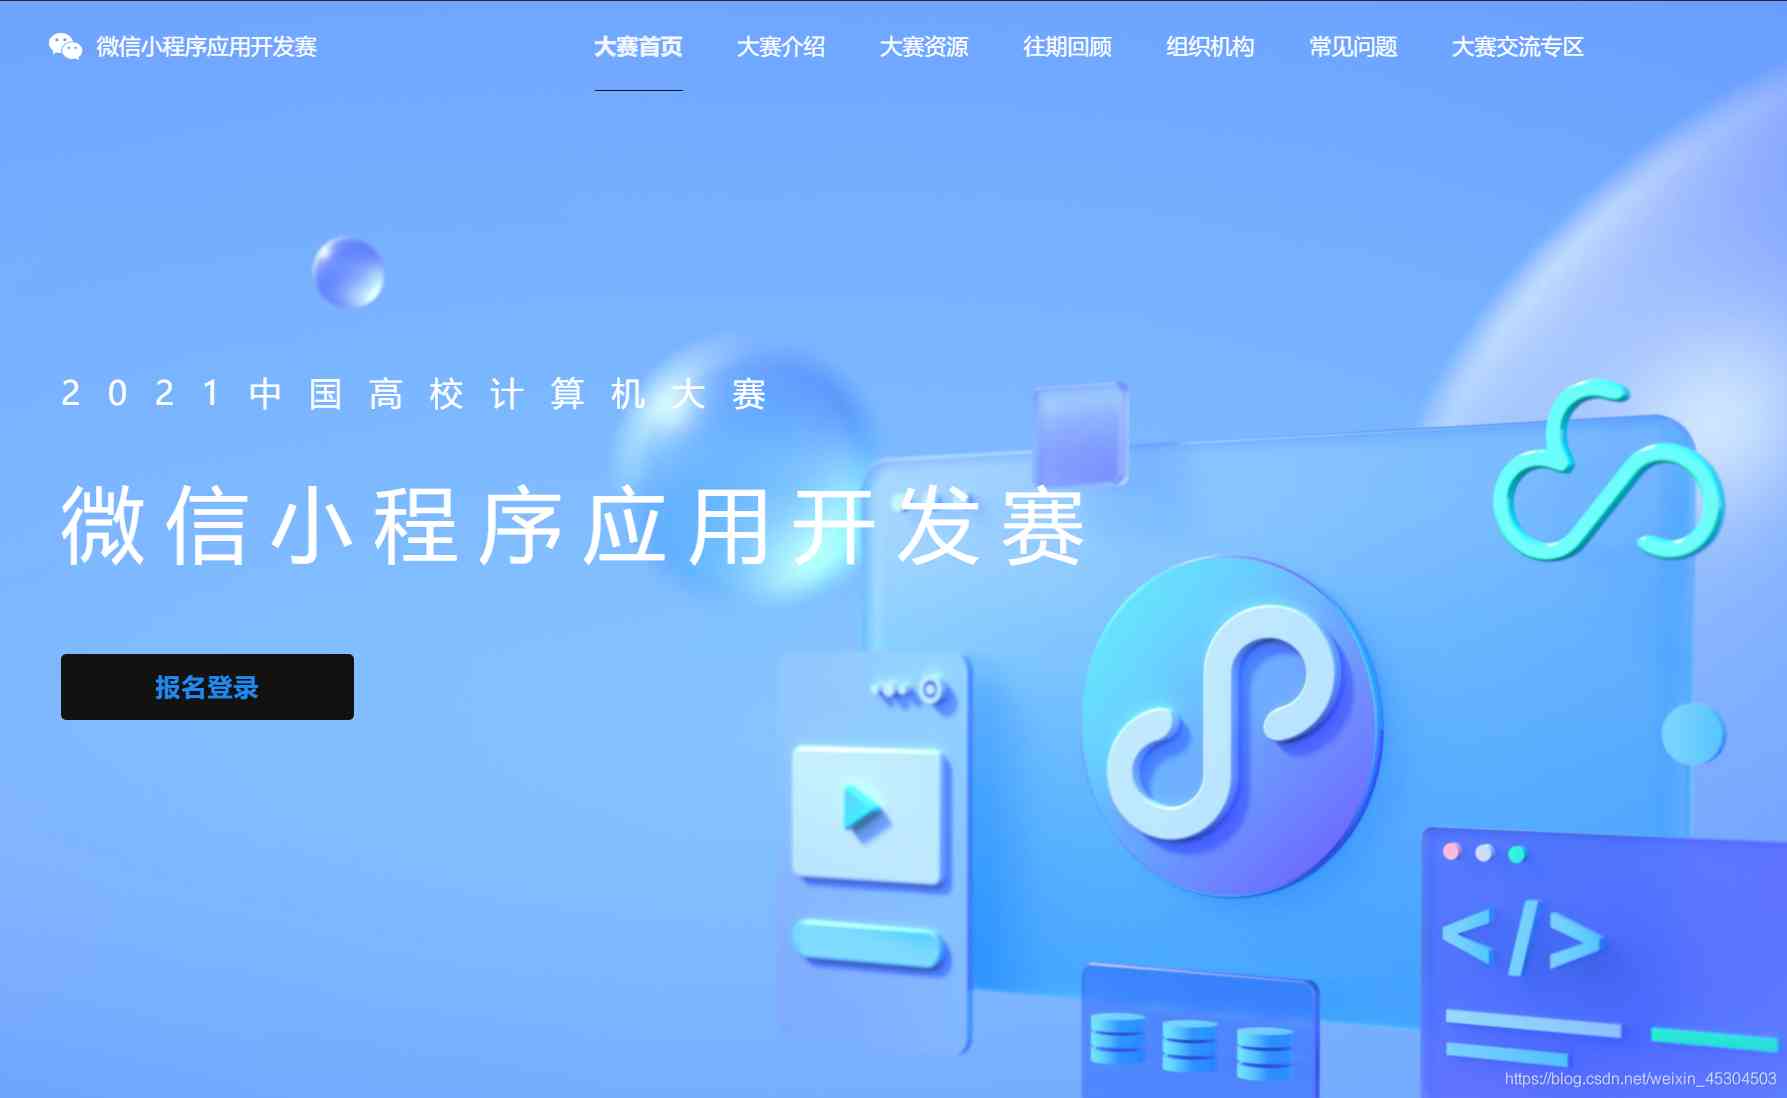 微信小程序应用开发赛
大赛首页 大赛介绍 大赛资源 往期回顾 组织机构 常见问题 大赛交流专区
2021中国高校计算机大赛
微信小程序应用开发赛
报名登录
</>
https://blog.csdn.net/weixin_45304503